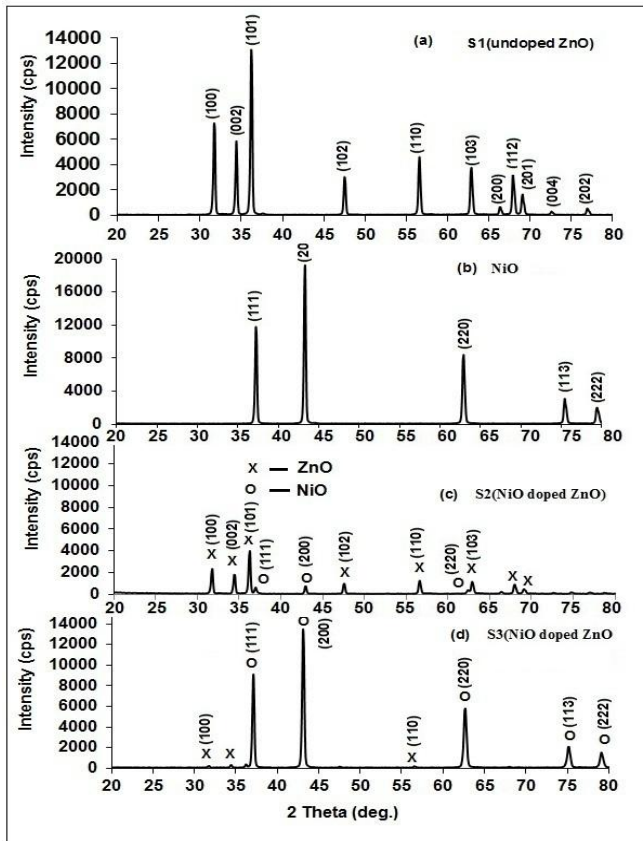 Intensity (cps)
14000
12000
10000
8000
6000
4000
2000
0
(100)
(002)
(101)
(102)
(110)
(103)
(200)
(112)
(201)
(004)
(202)
(a) S1(undoped ZnO)
20 25 30 35 40 45 50 55 60 65 70 75 80
Intensity (cps)
20000
16000
12000
8000
4000
0
(111)
(20
(220)
(113)
(222)
(b) NiO
20 25 30 35 40 45 50 55 60 65 70 75 80
Intensity (cps)
14000
12000
10000
8000
6000
4000
2000
0
X — ZnO
O — NiO
(c) S2(NiO doped ZnO)
X (100)
X (002)
X (101)
O (111)
O (200)
X (102)
X (110)
O (220)
X (103)
X
X
20 25 30 35 40 45 50 55 60 65 70 75 80
Intensity (cps)
14000
12000
10000
8000
6000
4000
2000
0
X (100)
X
O (111)
O (200)
X (110)
O (220)
O (113)
O (222)
(d) S3(NiO doped ZnO
20 25 30 35 40 45 50 55 60 65 70 75 80
2 Theta (deg.)